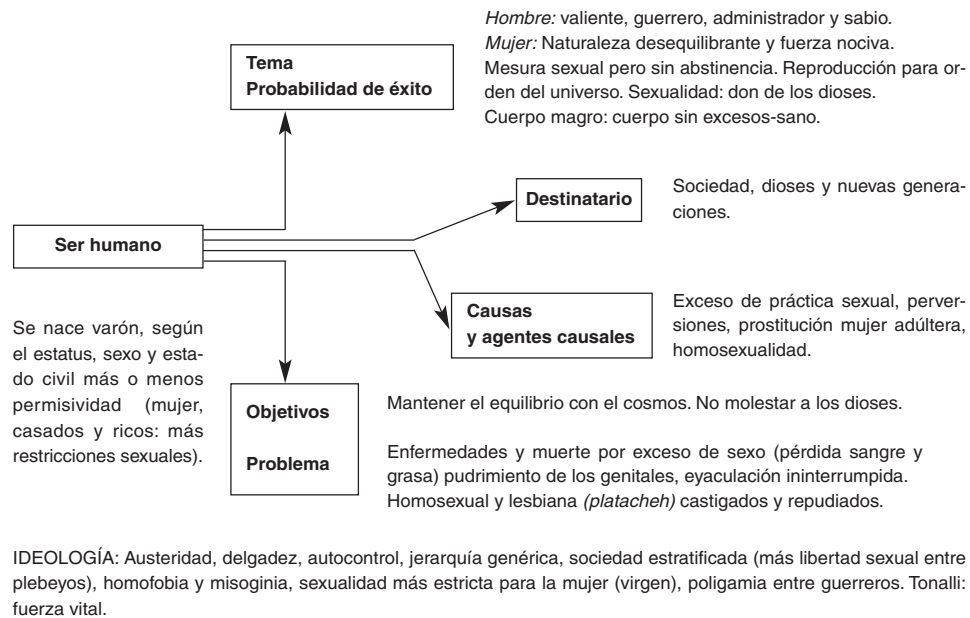 Hombre: valiente, guerrero, administrador y sabio.
Mujer: Naturaleza desequilibrante y fuerza nociva.
Mesura sexual pero sin abstinencia. Reproducción para or-
den del universo. Sexualidad: don de los dioses.
Cuerpo magro: cuerpo sin excesos-sano.
Tema
Probabilidad de éxito
Destinatario
Sociedad, dioses y nuevas genera-
ciones.
Ser humano
Causas
y agentes causales
Exceso de práctica sexual, perver-
siones, prostitución mujer adúltera,
homosexualidad.
Se nace varón, según
el estatus, sexo y esta-
do civil más o menos
permisividad (mujer,
casados y ricos: más
restricciones sexuales).
Objetivos
Problema
Mantener el equilibrio con el cosmos. No molestar a los dioses.
Enfermedades y muerte por exceso de sexo (pérdida sangre y
grasa) pudrimiento de los genitales, eyaculación ininterrumpida.
Homosexual y lesbiana (platacheh) castigados y repudiados.
IDEOLOGÍA: Austeridad, delgadez, autocontrol, jerarquía genérica, sociedad estratificada (más libertad sexual entre
plebeyos), homofobia y misoginia, sexualidad más estricta para la mujer (virgen), poligamia entre guerreros. Tonalli:
fuerza vital.